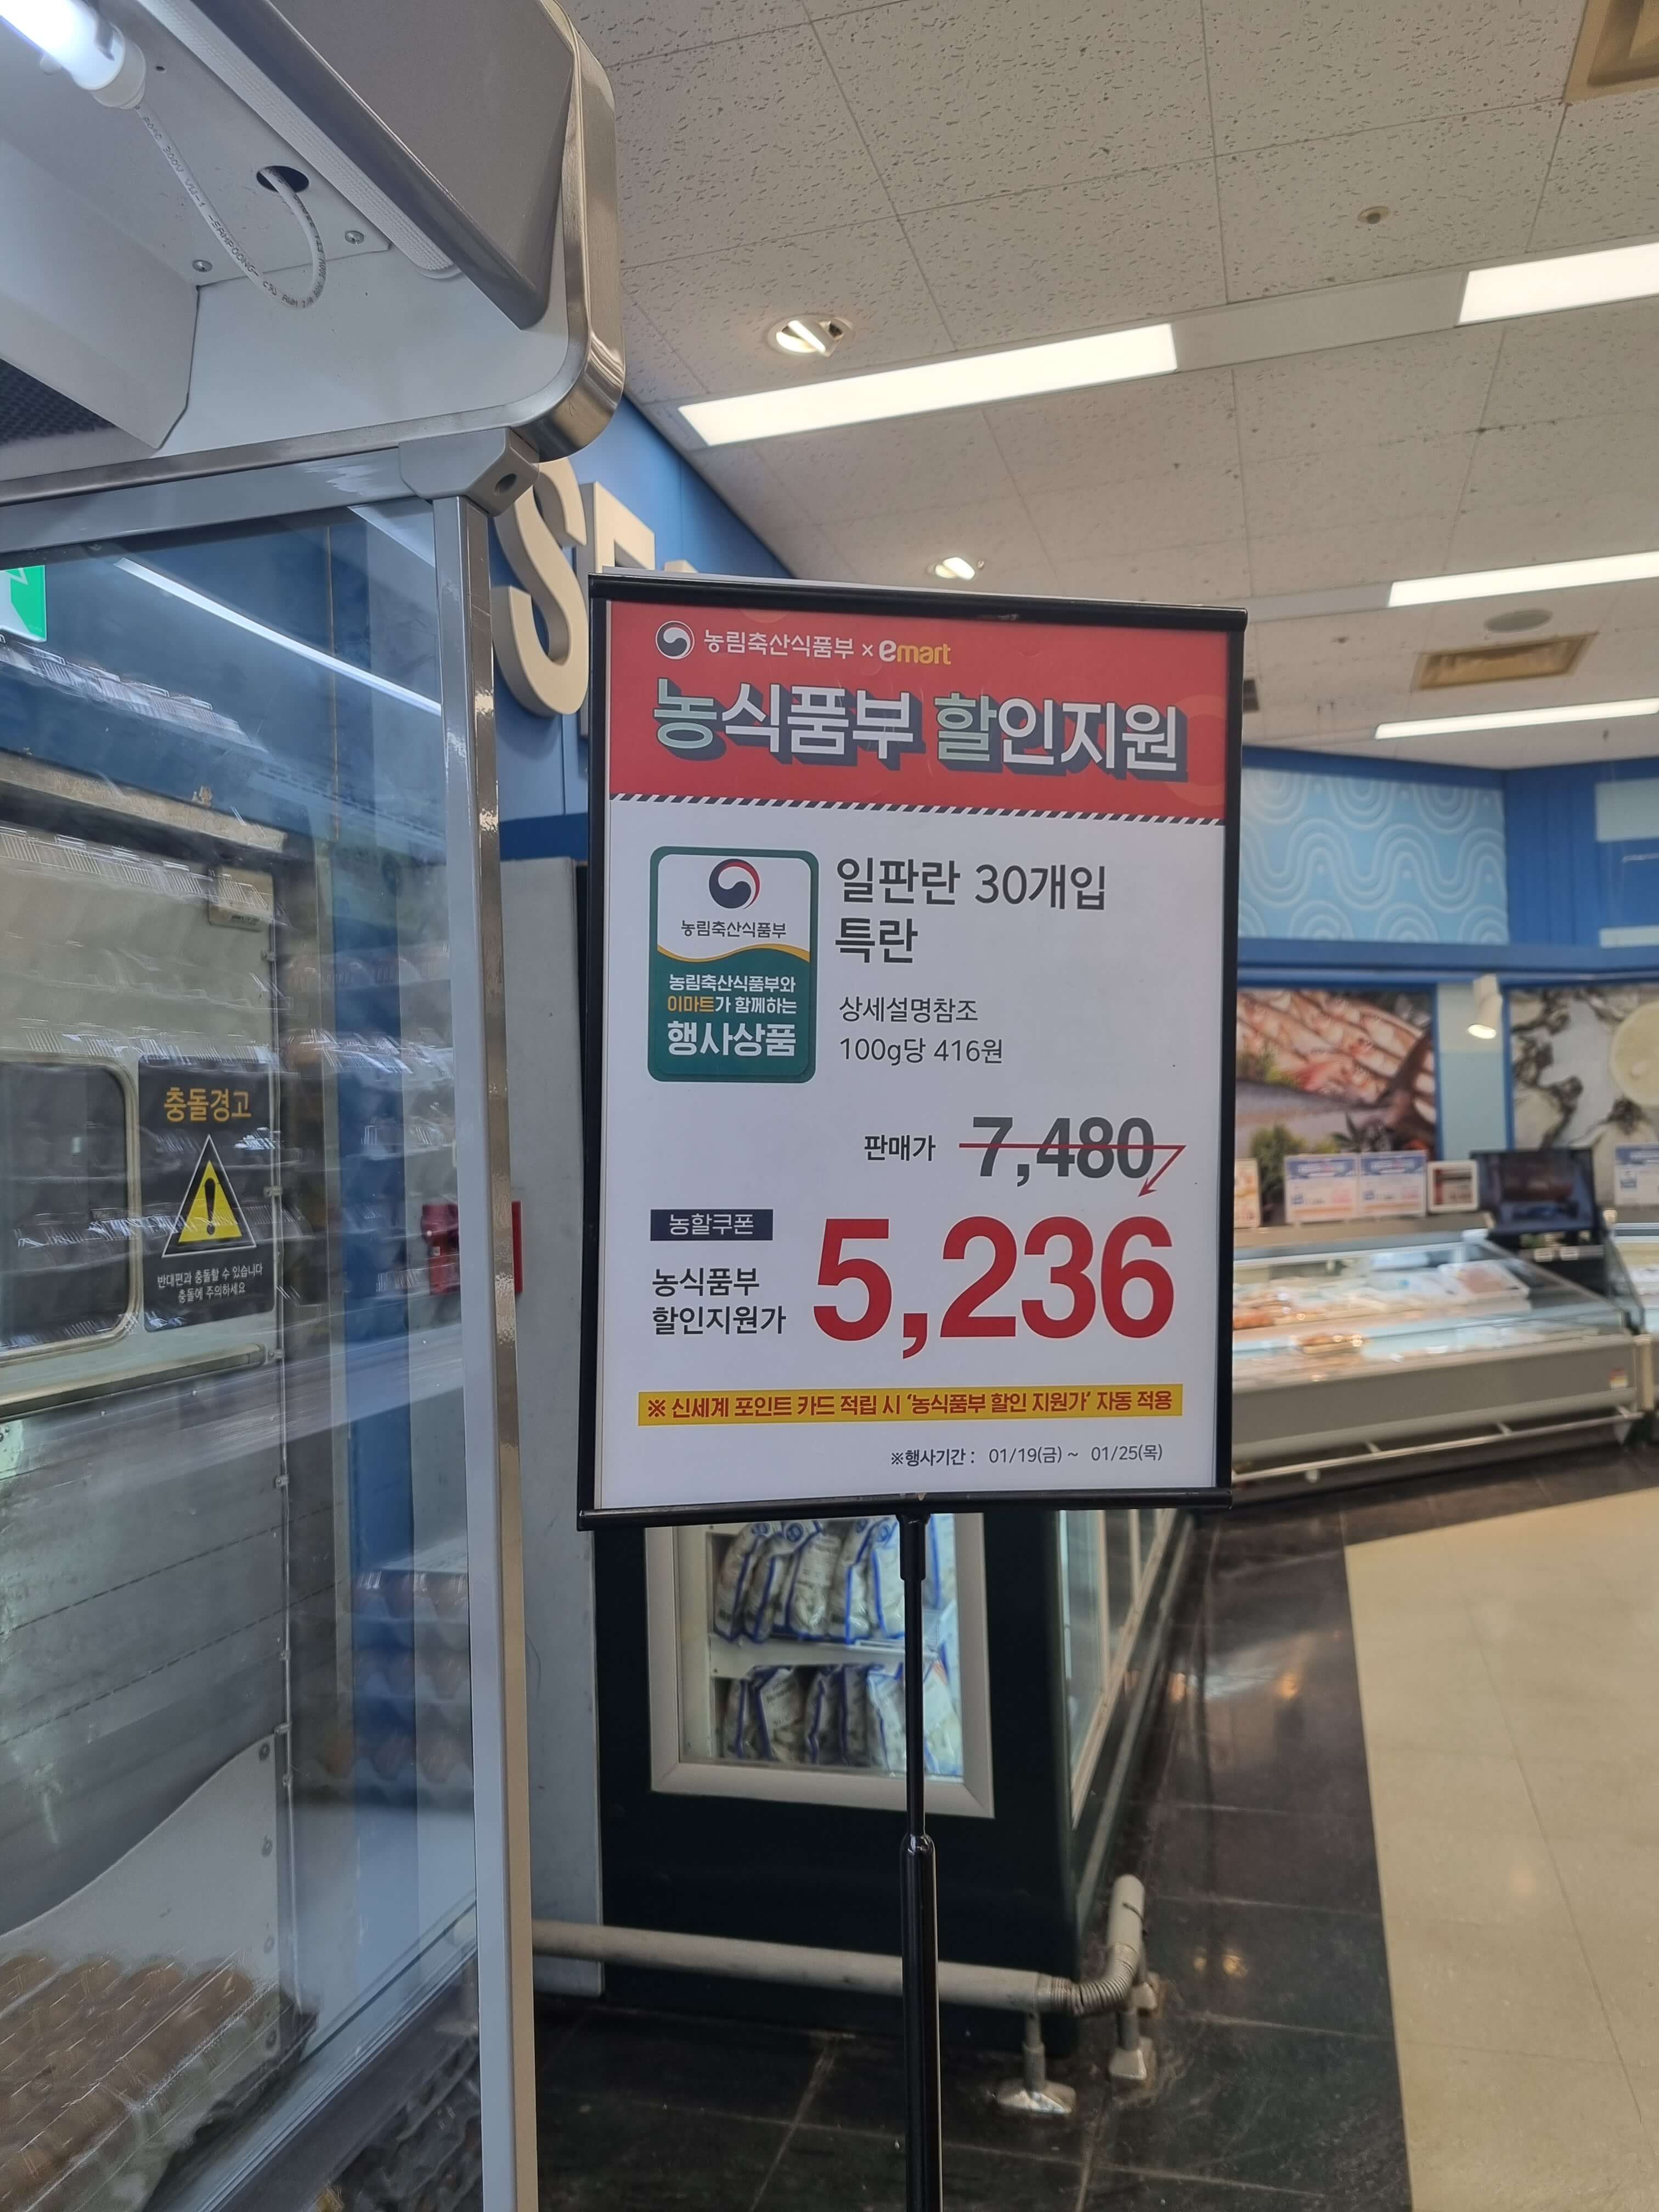 농림축산식품부 x emart
농식품부 할인지원
농림축산식품부
농림축산식품부와
이마트가 함께하는
행사상품
일판란 30개입
특란
상세설명참조
100g당 416원
판매가 7,480
농할쿠폰
농식품부
할인지원가
5,236
※ 신세계 포인트 카드 적립 시 '농식품부 할인 지원가' 자동 적용
※행사기간 : 01/19(금) ~ 01/25(목)
충돌경고
반대편과 충돌할 수 있습니다
충돌에 주의하세요